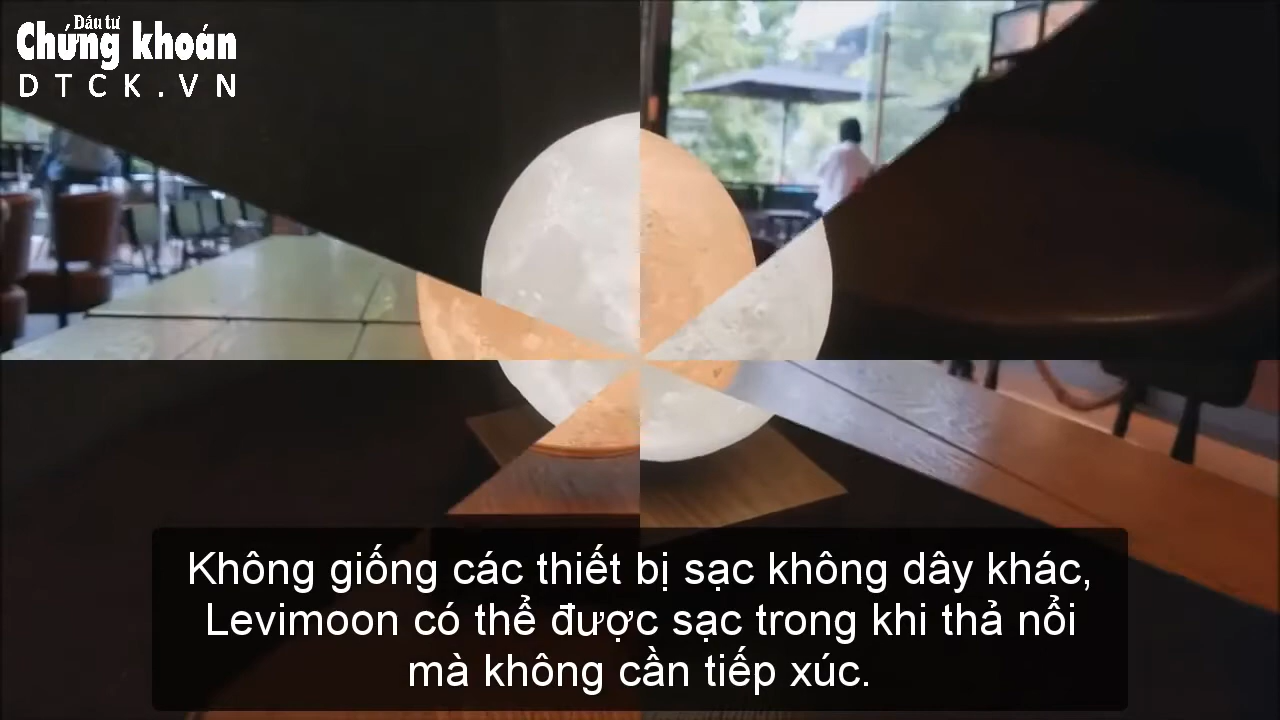 Đầu tư
Chứng khoán
DTCK.VN
Không giống các thiết bị sạc không dây khác,
Levimoon có thể được sạc trong khi thả nổi
mà không cần tiếp xúc.